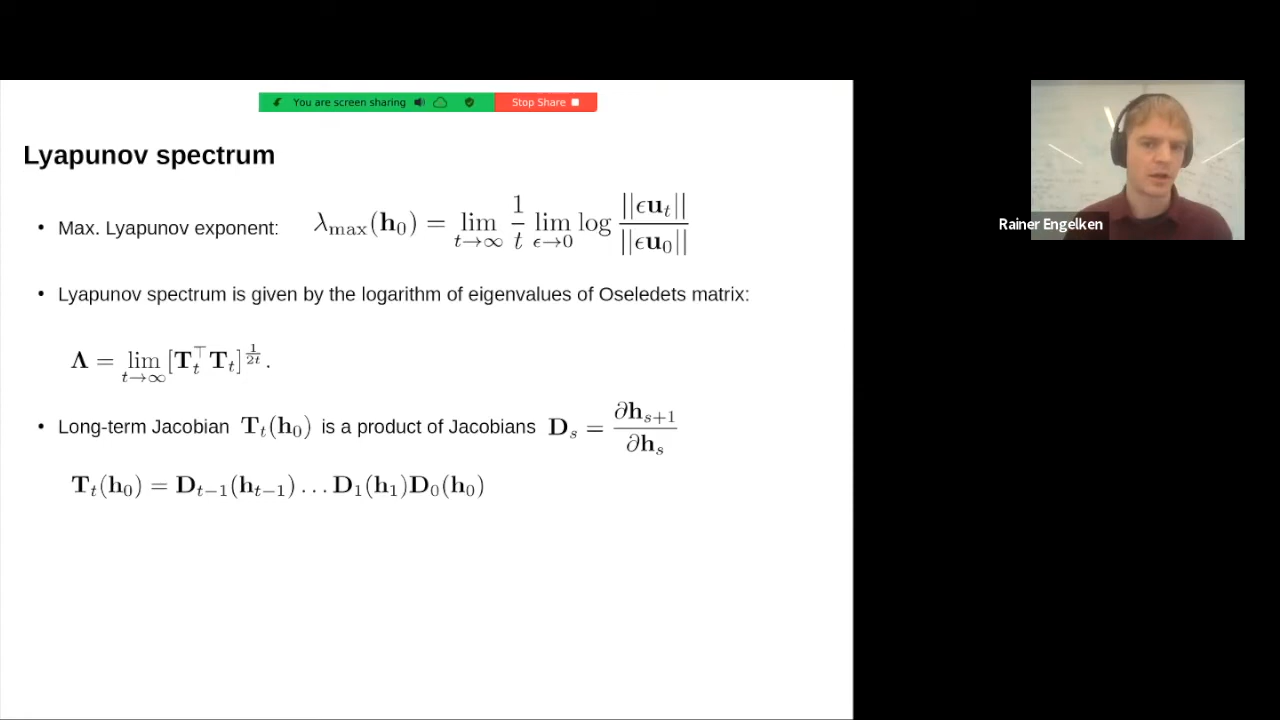 You are screen sharing
Stop Share
Lyapunov spectrum
• Max. Lyapunov exponent: λ_max(h_0) = lim_{t→∞} 1/t lim_{ϵ→0} log ||ϵu_t|| / ||ϵu_0||
• Lyapunov spectrum is given by the logarithm of eigenvalues of Oseledets matrix:
Λ = lim_{t→∞} [T_t^⊤ T_t]^{1/2t}.
• Long-term Jacobian T_t(h_0) is a product of Jacobians D_s = ∂h_{s+1} / ∂h_s
T_t(h_0) = D_{t−1}(h_{t−1}) … D_1(h_1)D_0(h_0)
Rainer Engelken